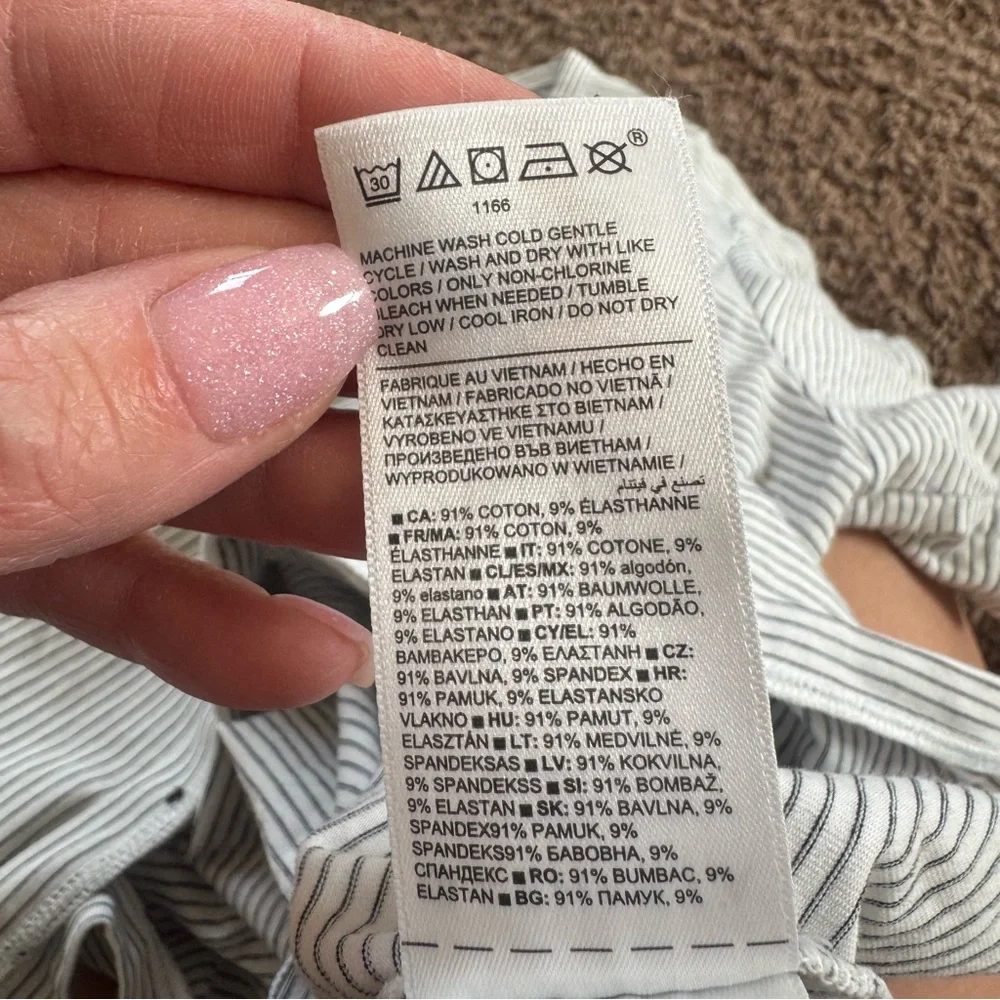 30 ®
1166
MACHINE WASH COLD GENTLE
CYCLE / WASH AND DRY WITH LIKE
COLORS / ONLY NON-CHLORINE
BLEACH WHEN NEEDED / TUMBLE
DRY LOW / COOL IRON / DO NOT DRY
CLEAN
FABRIQUE AU VIETNAM / HECHO EN
VIETNAM / FABRICADO NO VIETNÃ /
ΚΑΤΑΣΚΕΥΑΣΤΗΚΕ ΣΤΟ ΒΙΕΤΝΑΜ /
VYROBENO VE VIETNAMU /
ПРОИЗВЕДЕНО ВЪВ ВИЕТНАМ /
WYPRODUKOWANO W WIETNAMIE /
تصنع في فيتنام
■ CA: 91% COTON, 9% ÉLASTHANNE
■ FR/MA: 91% COTON, 9%
ÉLASTHANNE ■ IT: 91% COTONE, 9%
ELASTAN ■ CL/ES/MX: 91% algodón,
9% elastano ■ AT: 91% BAUMWOLLE,
9% ELASTHAN ■ PT: 91% ALGODÃO,
9% ELASTANO ■ CY/EL: 91%
ΒΑΜΒΑΚΕΡΟ, 9% ΕΛΑΣΤΑΝΗ ■ CZ:
91% BAVLNA, 9% SPANDEX ■ HR:
91% PAMUK, 9% ELASTANSKO
VLAKNO ■ HU: 91% PAMUT, 9%
ELASZTÁN ■ LT: 91% MEDVILNĖ, 9%
SPANDEKSAS ■ LV: 91% KOKVILNA,
9% SPANDEKSS ■ SI: 91% BOMBAŽ,
9% ELASTAN ■ SK: 91% BAVLNA, 9%
SPANDEX91% PAMUK, 9%
SPANDEKS91% БАВОВНА, 9%
СПАНДЕКС ■ RO: 91% BUMBAC, 9%
ELASTAN ■ BG: 91% ПАМУК, 9%